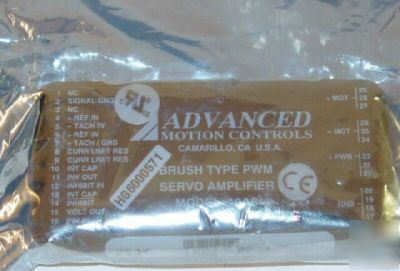 1 NC
2 SIGNAL GND
3 NC
4 + REF IN
5 - TACH IN
6 - REF IN
7 + TACH / GND
8 CURR LIMIT RES
9 CURR LIMIT RES
10 INT CAP
11 INV OUT
12 INHIBIT IN
13 INT CAP
14 INHIBIT
15 VOLT OUT
ADVANCED
MOTION CONTROLS
CAMARILLO, CA U.S.A.
BRUSH TYPE PWM
SERVO AMPLIFIER
MODEL
HG6000571
CE
+ MOT
- MOT
+ PWR
GND
28
27
26
25
24
23
22
21
20
19
18
17